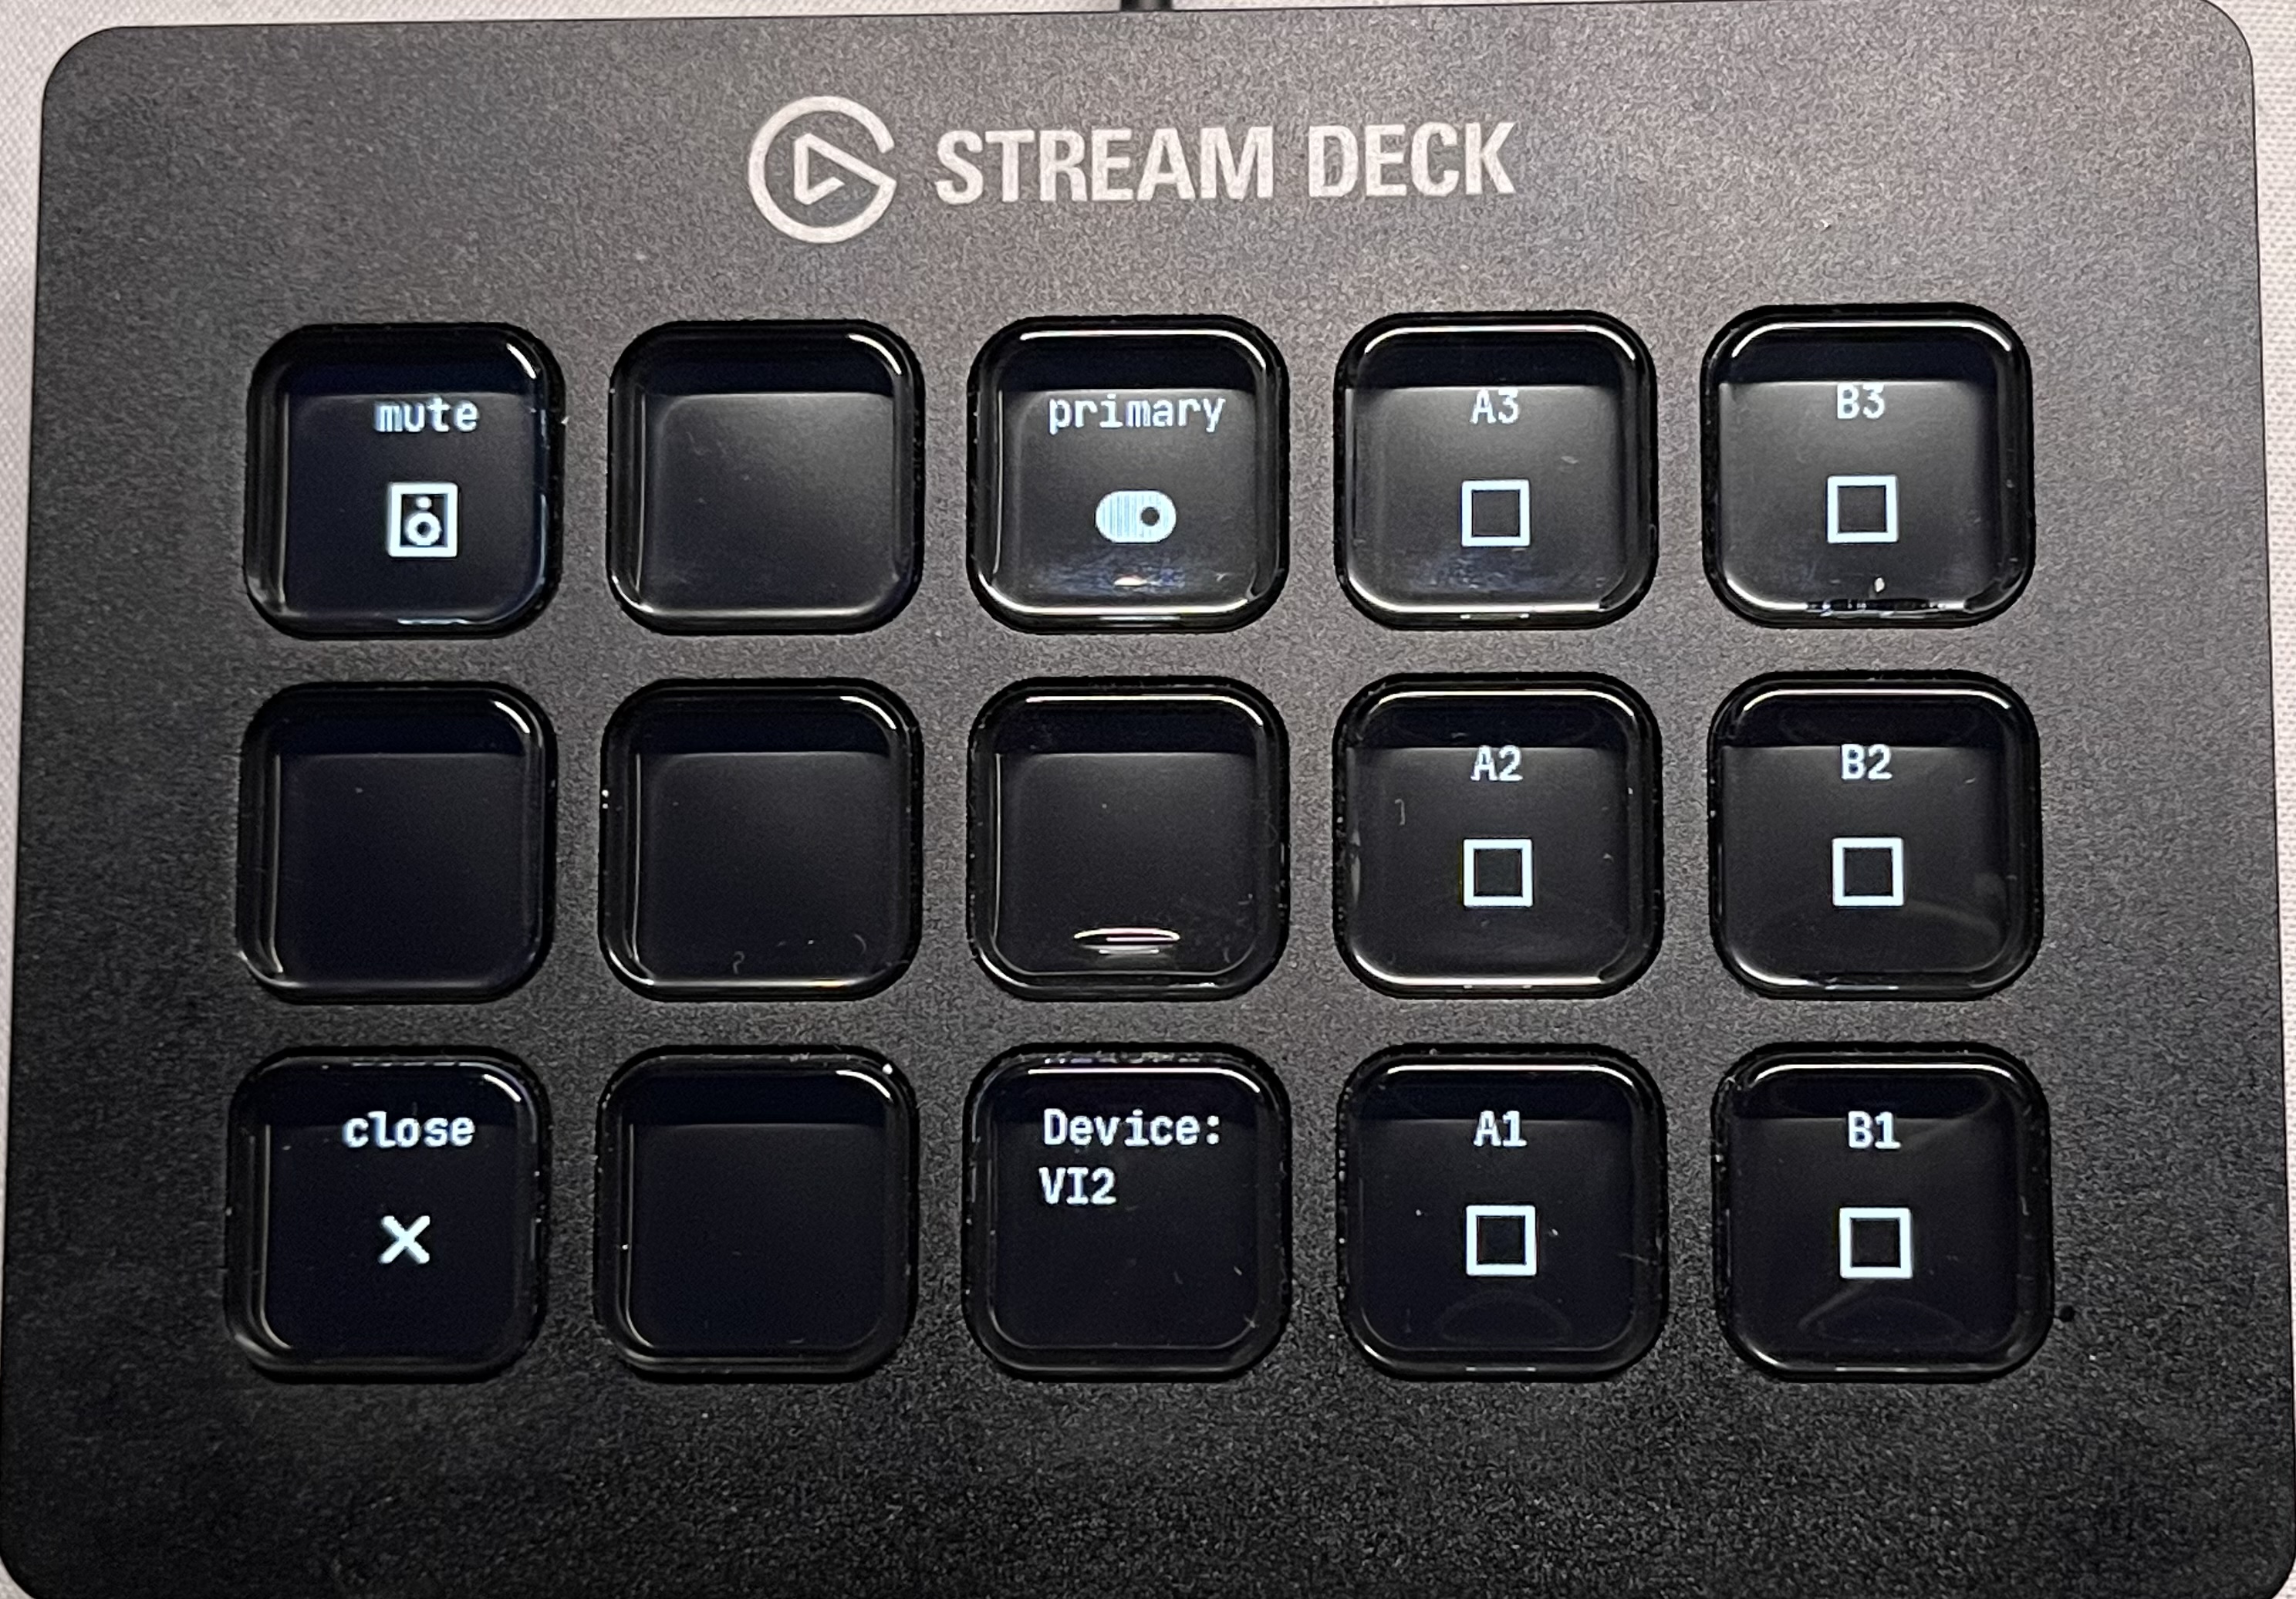 STREAM DECK
mute
primary
A3
B3
A2
B2
close
Device:
VI2
A1
B1